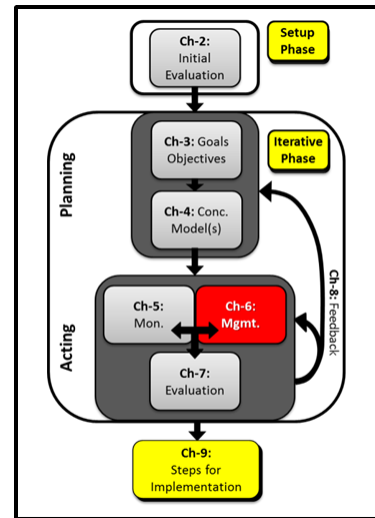 Ch-2:
Initial
Evaluation
Setup
Phase
Planning
Ch-3: Goals
Objectives
Iterative
Phase
Ch-4: Conc.
Model(s)
Acting
Ch-5:
Mon.
Ch-6:
Mgmt.
Ch-7:
Evaluation
Ch-8: Feedback
Ch-9:
Steps for
Implementation